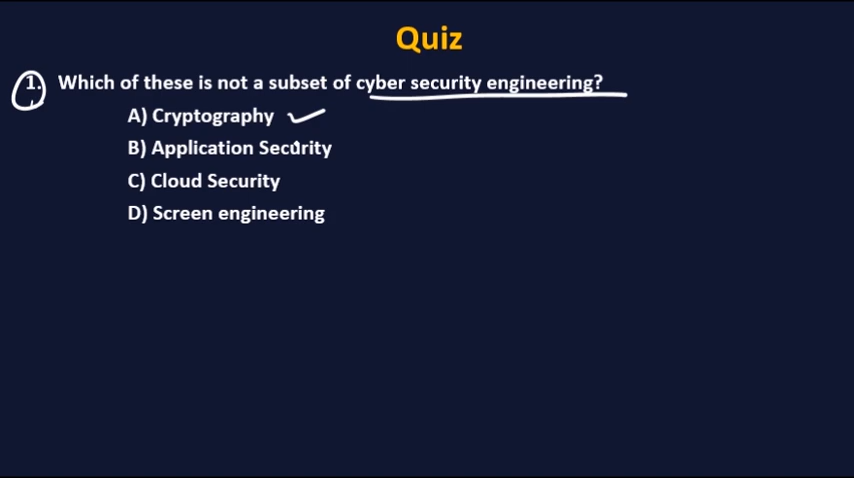 Quiz
1. Which of these is not a subset of cyber security engineering?
A) Cryptography
B) Application Security
C) Cloud Security
D) Screen engineering